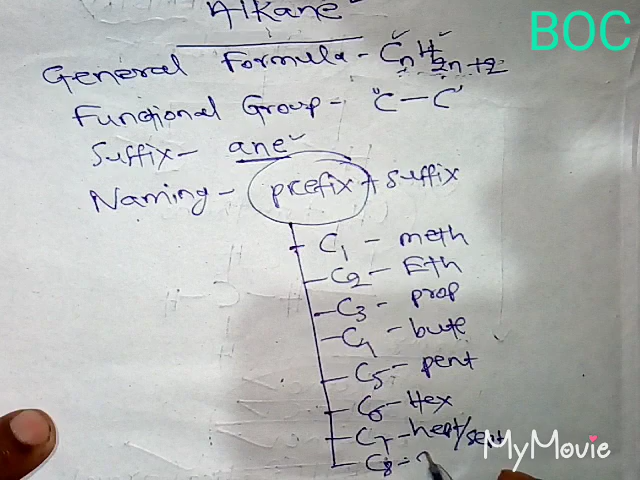 Alkane
BOC
General Formula - CnH2n+2
Functional Group - "C - C"
Suffix - ane
Naming - prefix + suffix
C1 - meth
C2 - Eth
C3 - prop
C4 - bute
C5 - pent
C6 - Hex
C7 - hept/sept
C8 -
MyMovie